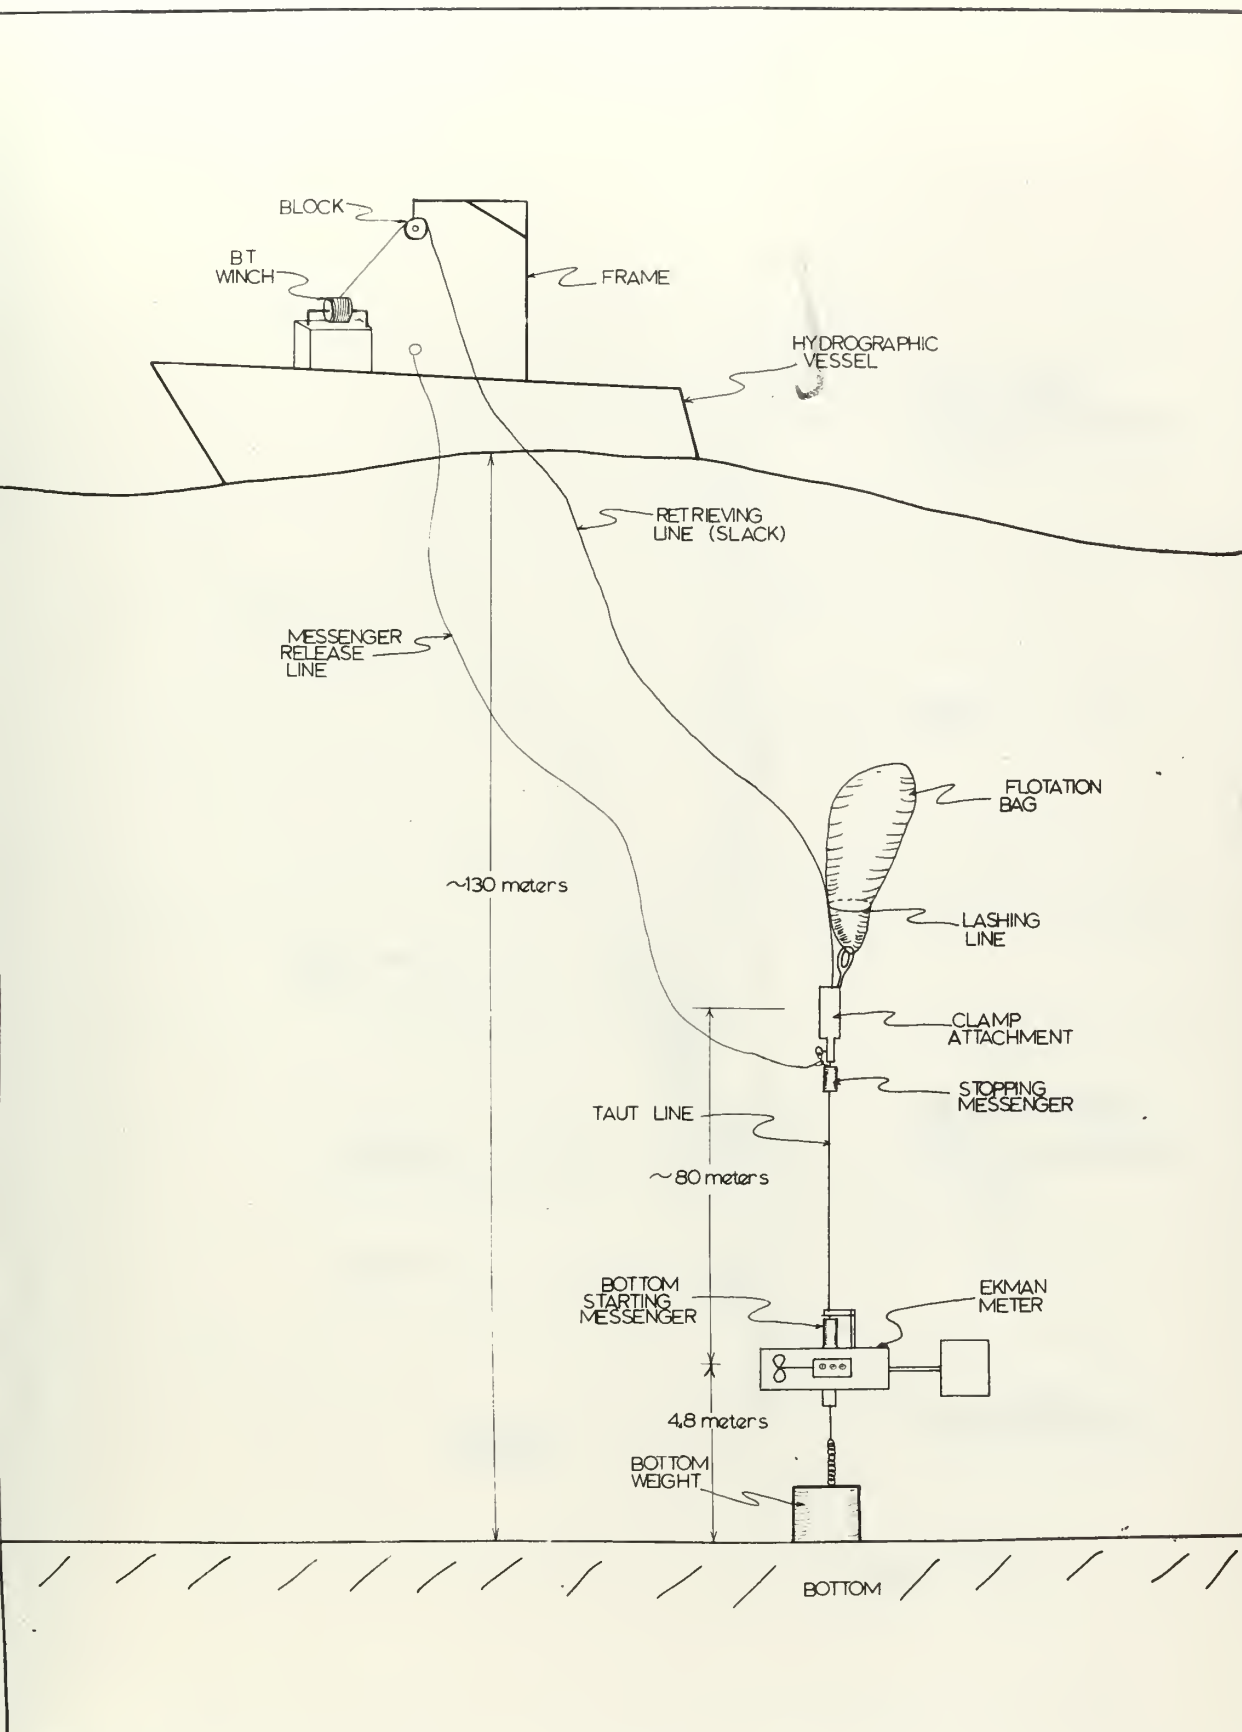 BLOCK
BT
WINCH
FRAME
HYDROGRAPHIC
VESSEL
RETRIEVING
LINE (SLACK)
MESSENGER
RELEASE
LINE
FLOTATION
BAG
~130 meters
LASHING
LINE
CLAMP
ATTACHMENT
STOPPING
MESSENGER
TAUT LINE
~80 meters
BOTTOM
STARTING
MESSENGER
EKMAN
METER
4.8 meters
BOTTOM
WEIGHT
BOTTOM